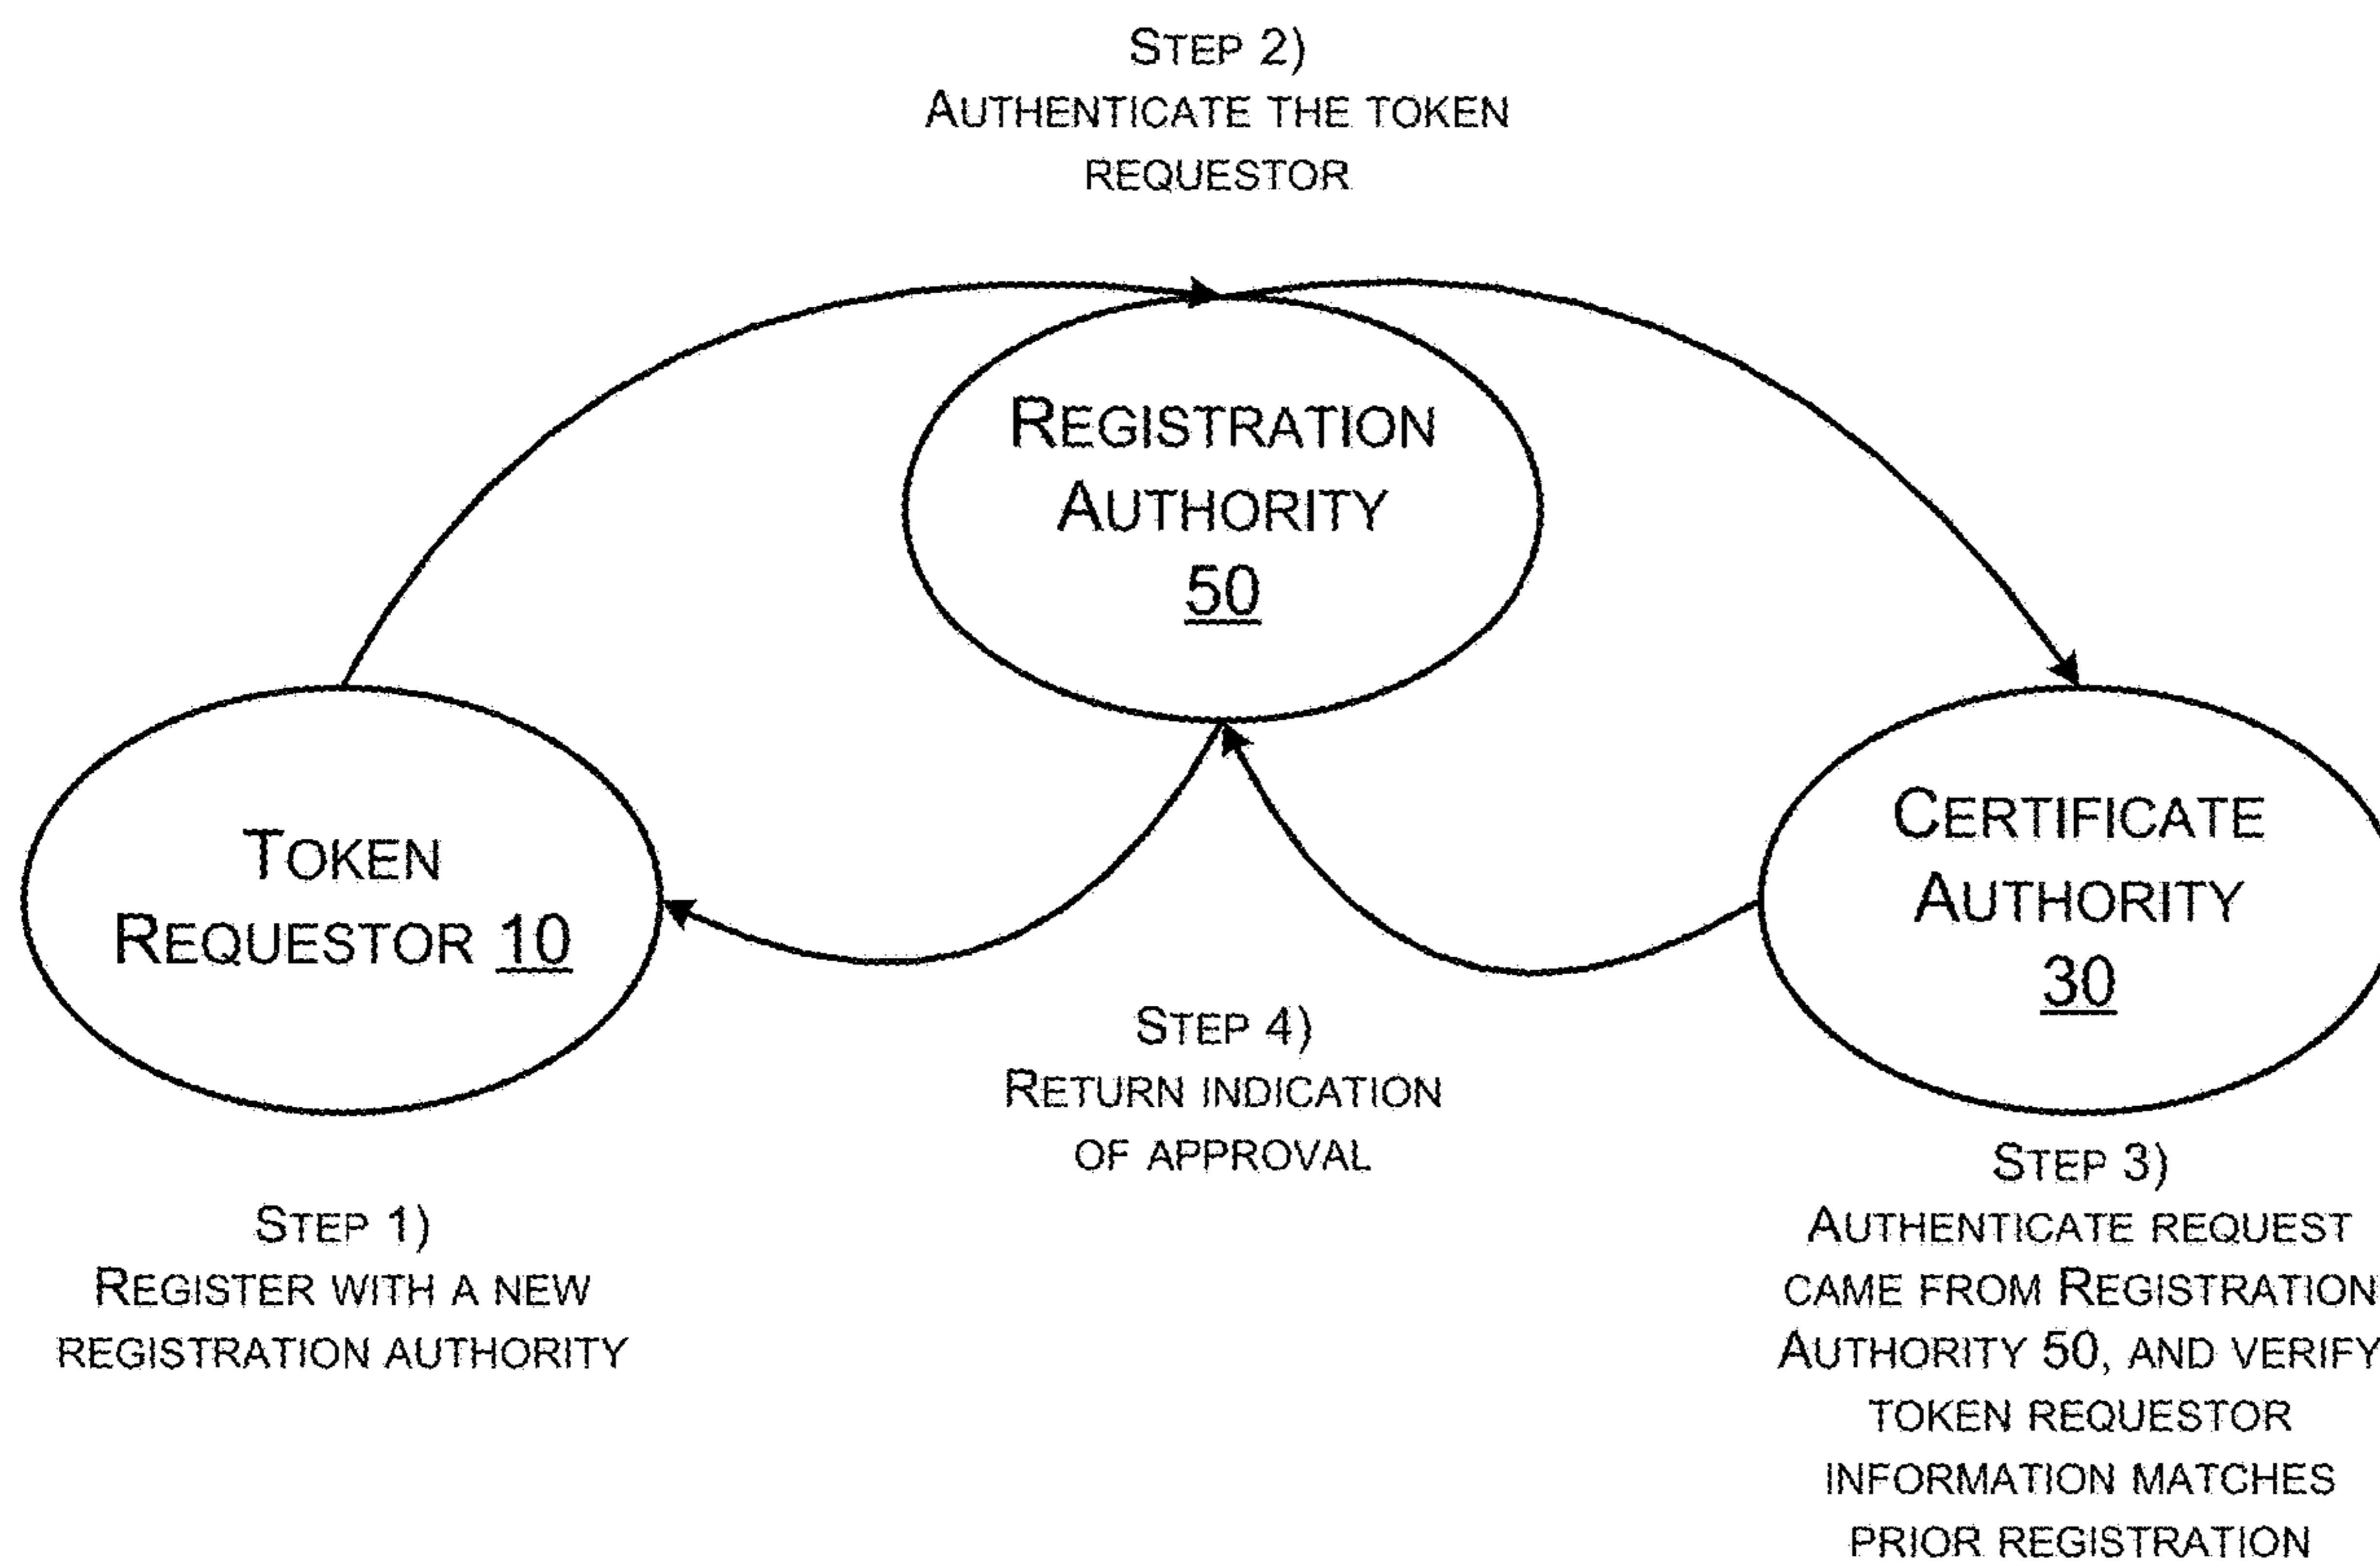 STEP 2)
AUTHENTICATE THE TOKEN
REQUESTOR
REGISTRATION
AUTHORITY
50
TOKEN
REQUESTOR 10
CERTIFICATE
AUTHORITY
30
STEP 4)
RETURN INDICATION
OF APPROVAL
STEP 1)
REGISTER WITH A NEW
REGISTRATION AUTHORITY
STEP 3)
AUTHENTICATE REQUEST
CAME FROM REGISTRATION
AUTHORITY 50, AND VERIFY
TOKEN REQUESTOR
INFORMATION MATCHES
PRIOR REGISTRATION